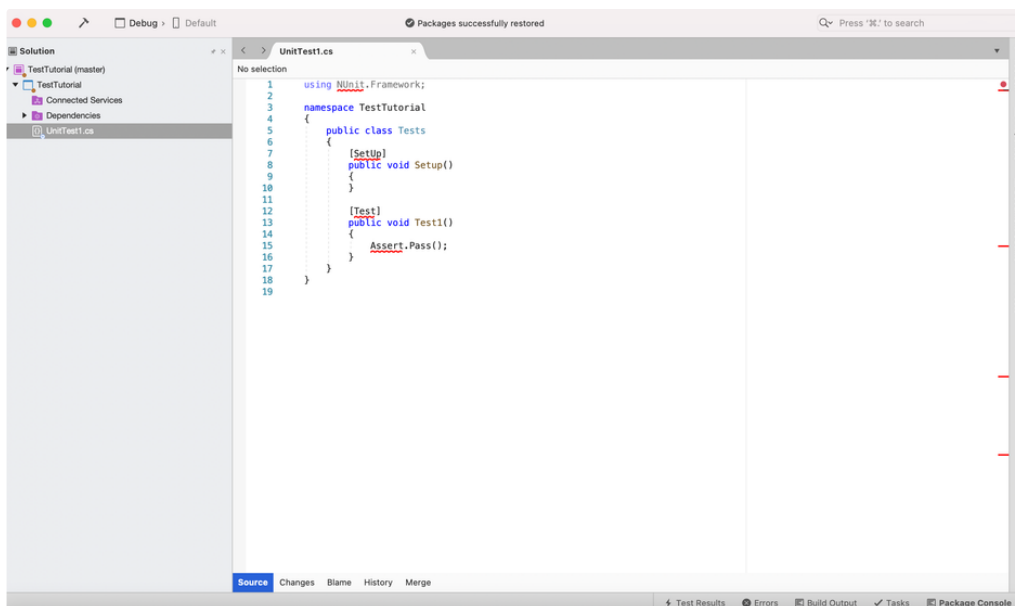 Debug › Default
Packages successfully restored
Press '⌘.' to search
Solution
TestTutorial (master)
TestTutorial
Connected Services
Dependencies
UnitTest1.cs
UnitTest1.cs
No selection
1 using NUnit.Framework;
2
3 namespace TestTutorial
4 {
5 public class Tests
6 {
7 [SetUp]
8 public void Setup()
9 {
10 }
11
12 [Test]
13 public void Test1()
14 {
15 Assert.Pass();
16 }
17 }
18 }
19
Source Changes Blame History Merge
Test Results Errors Build Output Tasks Package Console